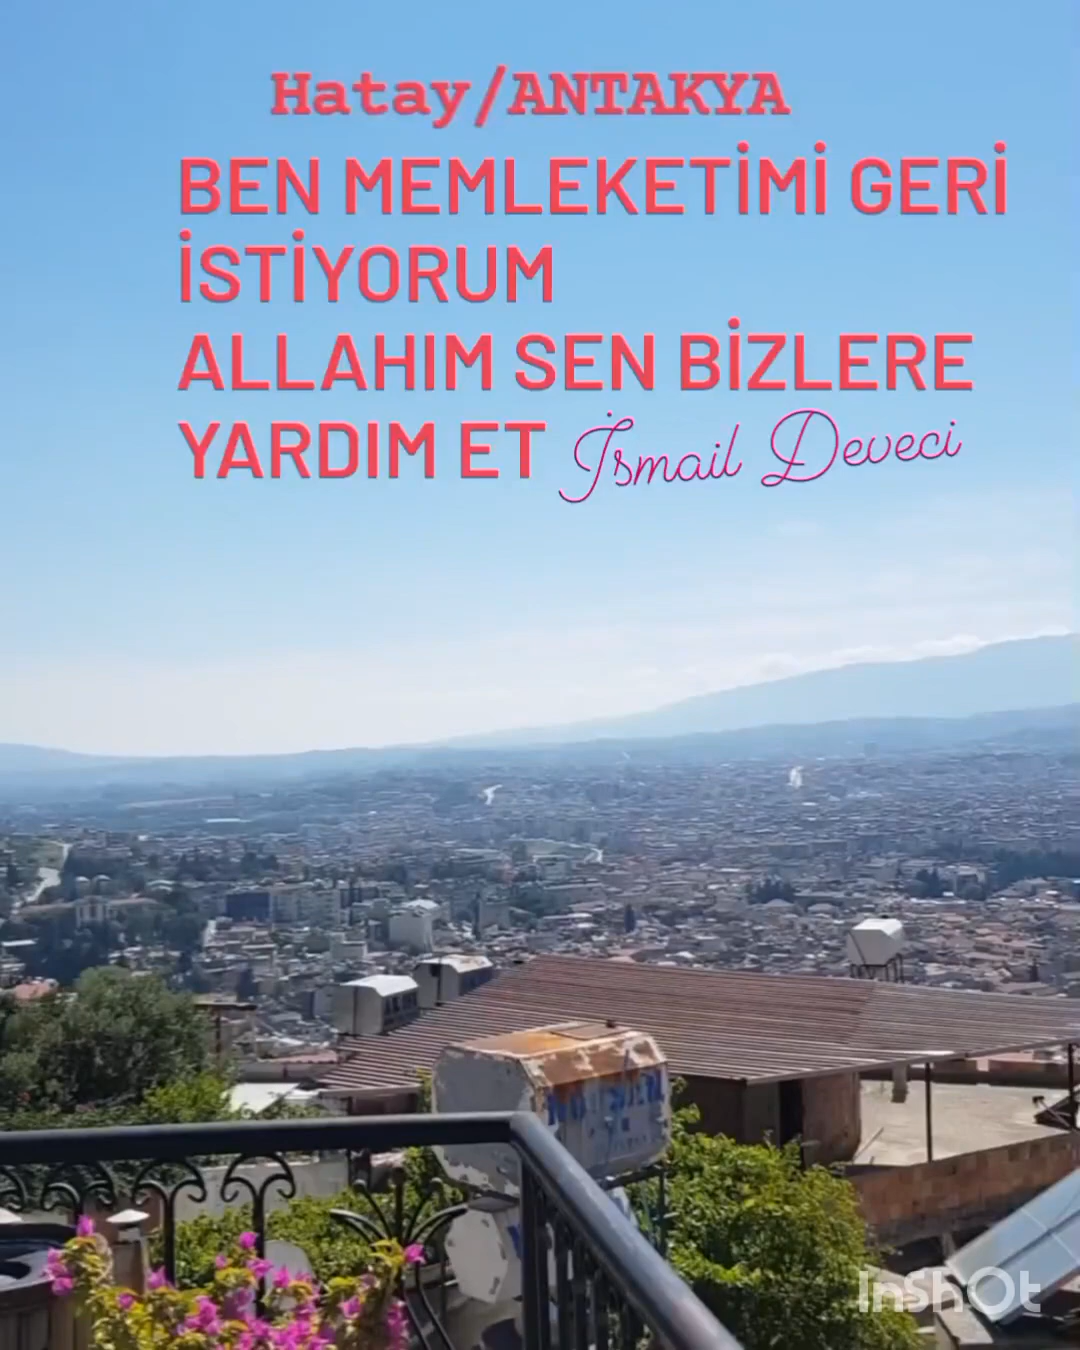 Hatay/ANTAKYA
BEN MEMLEKETİMİ GERİ
İSTİYORUM
ALLAHIM SEN BİZLERE
YARDIM ET İsmail Deveci
InShOt